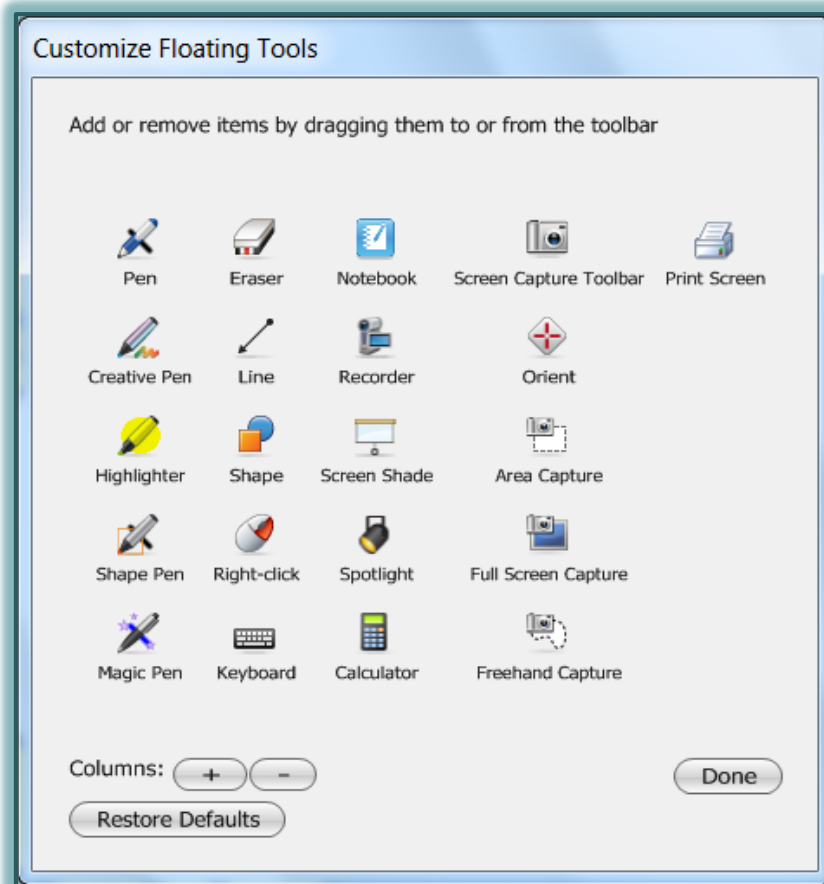 Customize Floating Tools
Add or remove items by dragging them to or from the toolbar
Pen Eraser Notebook Screen Capture Toolbar Print Screen
Creative Pen Line Recorder Orient
Highlighter Shape Screen Shade Area Capture
Shape Pen Right-click Spotlight Full Screen Capture
Magic Pen Keyboard Calculator Freehand Capture
Columns: + -
Done
Restore Defaults